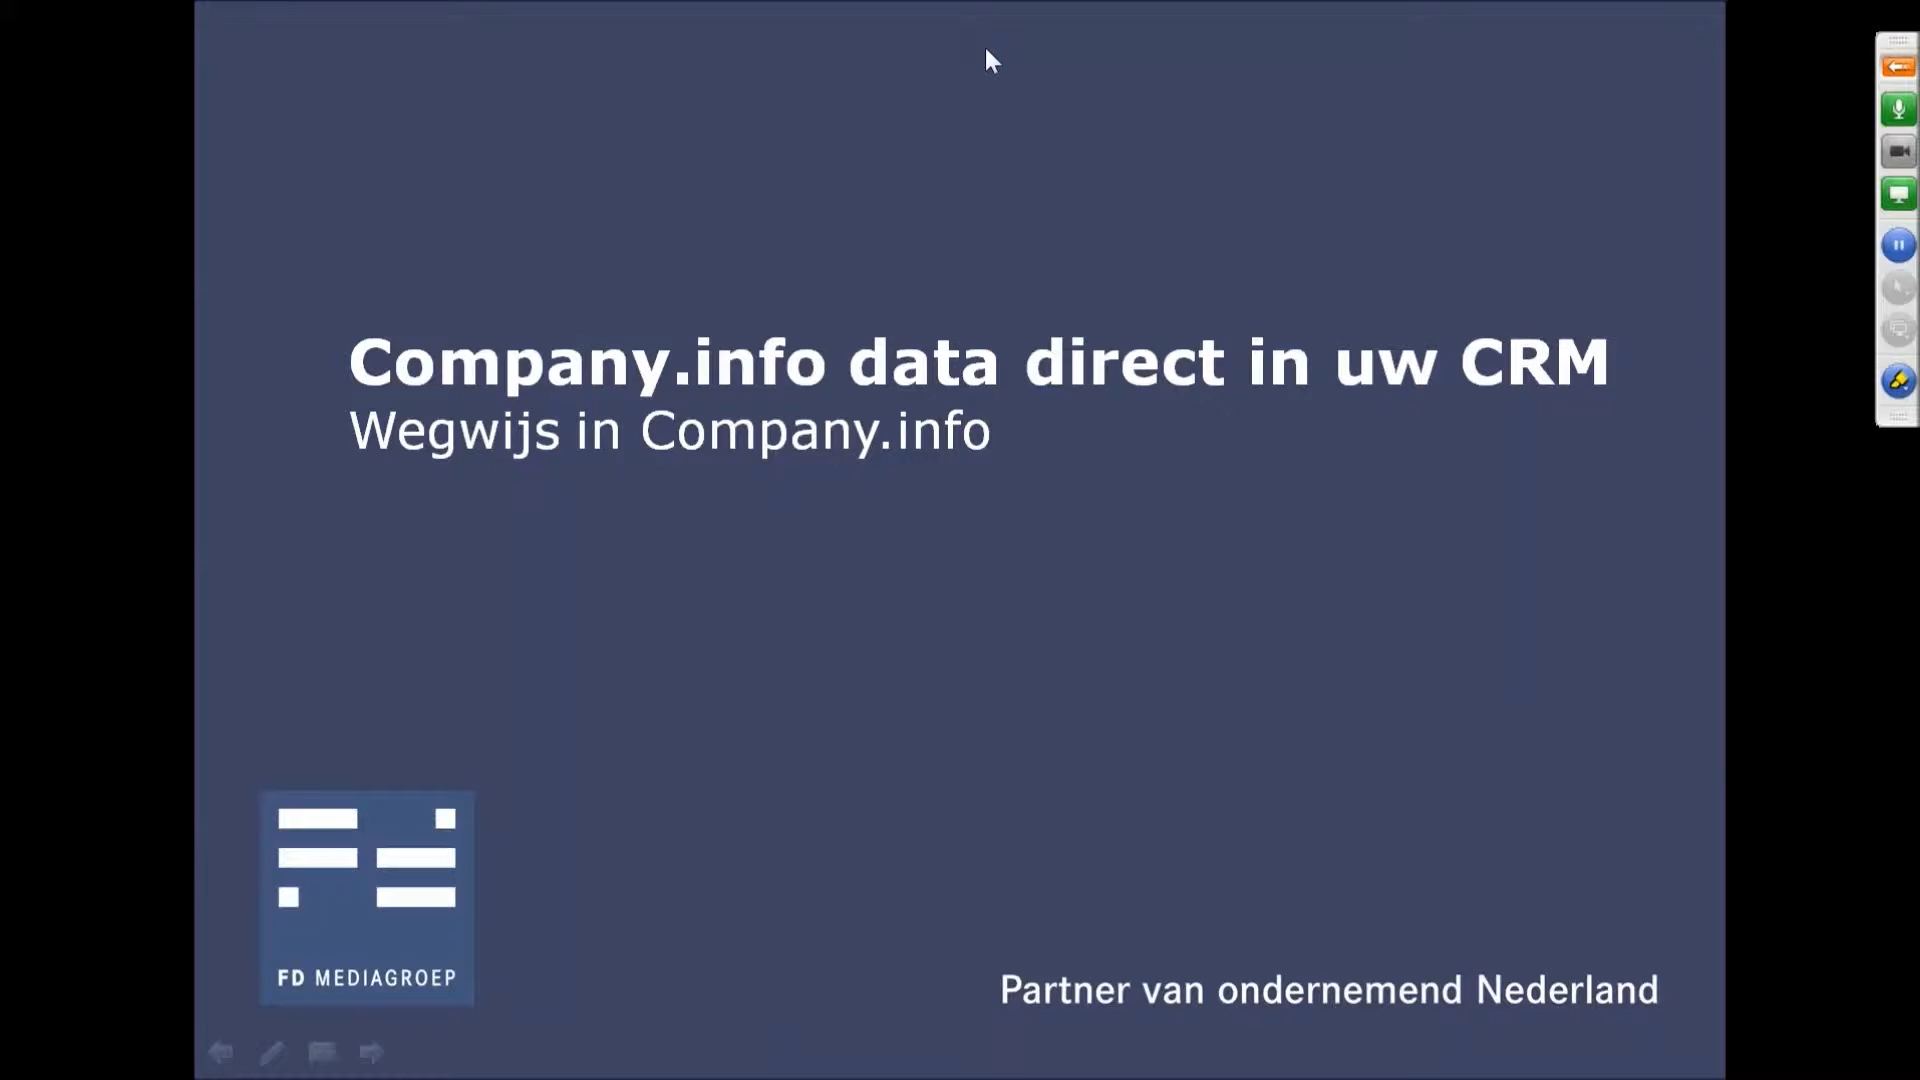 Company.info data direct in uw CRM
Wegwijs in Company.info
FD MEDIAGROEP
Partner van ondernemend Nederland